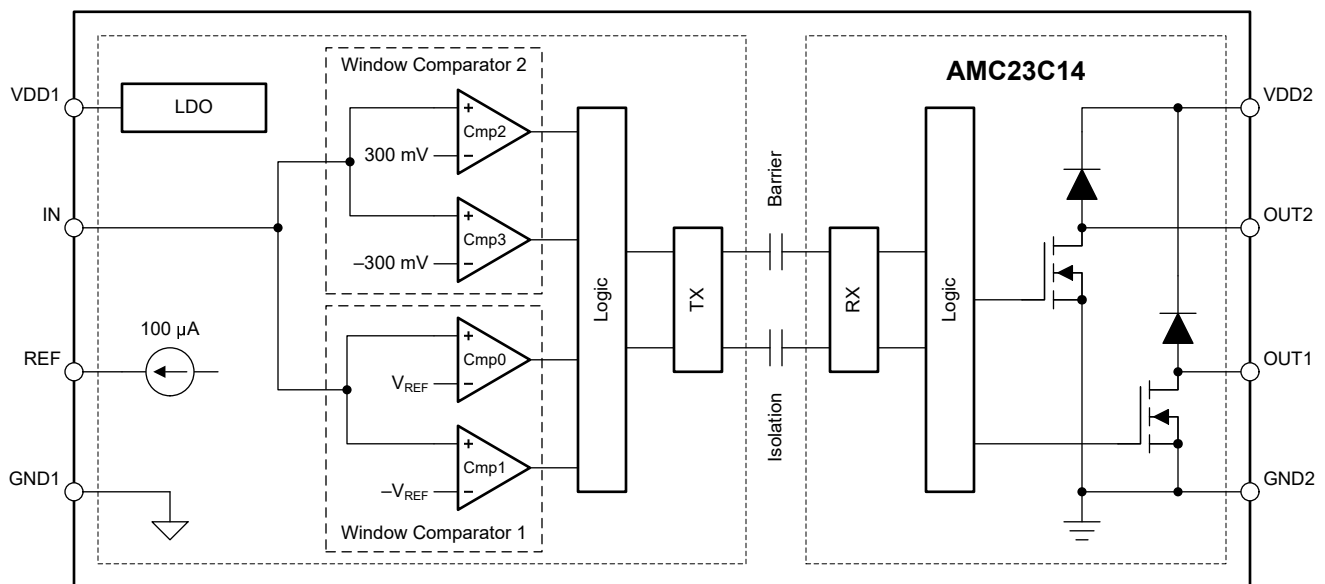 Window Comparator 2
AMC23C14
VDD1
LDO
VDD2
+
Cmp2
300 mV
–
Barrier
IN
OUT2
+
Cmp3
–300 mV
–
Logic
TX
RX
Logic
100 µA
REF
+
Cmp0
VREF
–
OUT1
Isolation
+
Cmp1
–VREF
–
GND1
GND2
Window Comparator 1